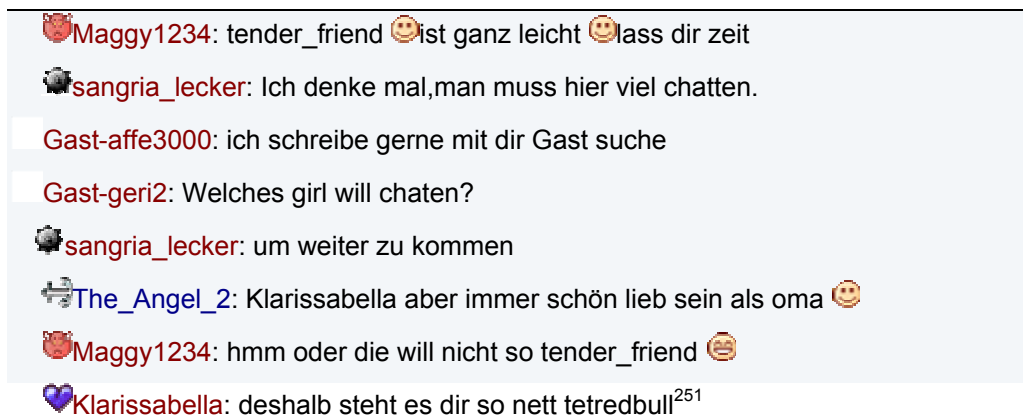 Maggy1234: tender_friend ist ganz leicht lass dir zeit
sangria_lecker: Ich denke mal,man muss hier viel chatten.
Gast-affe3000: ich schreibe gerne mit dir Gast suche
Gast-geri2: Welches girl will chaten?
sangria_lecker: um weiter zu kommen
The_Angel_2: Klarissabella aber immer schön lieb sein als oma
Maggy1234: hmm oder die will nicht so tender_friend
Klarissabella: deshalb steht es dir so nett tetredbull251